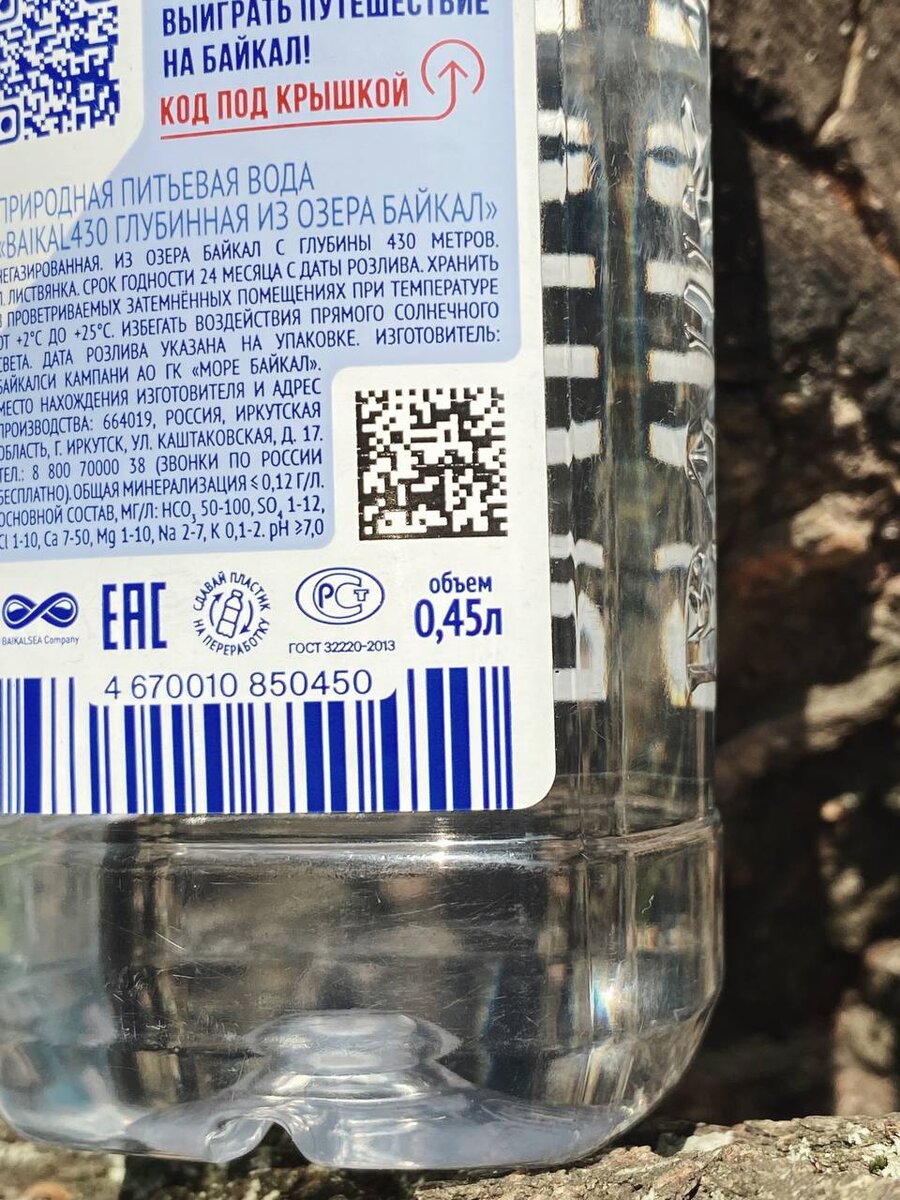 ВЫИГРАТЬ ПУТЕШЕСТВИЕ
НА БАЙКАЛ!
КОД ПОД КРЫШКОЙ
ПРИРОДНАЯ ПИТЬЕВАЯ ВОДА
«BAIKAL430 ГЛУБИННАЯ ИЗ ОЗЕРА БАЙКАЛ»
НЕГАЗИРОВАННАЯ. ИЗ ОЗЕРА БАЙКАЛ С ГЛУБИНЫ 430 МЕТРОВ.
П. ЛИСТВЯНКА. СРОК ГОДНОСТИ 24 МЕСЯЦА С ДАТЫ РОЗЛИВА. ХРАНИТЬ
В ПРОВЕТРИВАЕМЫХ ЗАТЕМНЁННЫХ ПОМЕЩЕНИЯХ ПРИ ТЕМПЕРАТУРЕ
ОТ +2°С ДО +25°С. ИЗБЕГАТЬ ВОЗДЕЙСТВИЯ ПРЯМОГО СОЛНЕЧНОГО
СВЕТА. ДАТА РОЗЛИВА УКАЗАНА НА УПАКОВКЕ. ИЗГОТОВИТЕЛЬ:
БАЙКАЛСИ КАМПАНИ АО ГК «МОРЕ БАЙКАЛ».
МЕСТО НАХОЖДЕНИЯ ИЗГОТОВИТЕЛЯ И АДРЕС
ПРОИЗВОДСТВА: 664019, РОССИЯ, ИРКУТСКАЯ
ОБЛАСТЬ, Г. ИРКУТСК, УЛ. КАШТАКОВСКАЯ, Д. 17.
ТЕЛ.: 8 800 70000 38 (ЗВОНКИ ПО РОССИИ
БЕСПЛАТНО). ОБЩАЯ МИНЕРАЛИЗАЦИЯ ≤ 0,12 Г/Л.
ОСНОВНОЙ СОСТАВ, МГ/Л: HCO3 50-100, SO4 1-12,
Cl 1-10, Ca 7-50, Mg 1-10, Na 2-7, K 0,1-2. pH ≥7,0
BAIKALSEA Company
EAC
СДАВАЙ ПЛАСТИК
НА ПЕРЕРАБОТКУ
РСТ
ГОСТ 32220-2013
объем
0,45л
4 670010 850450